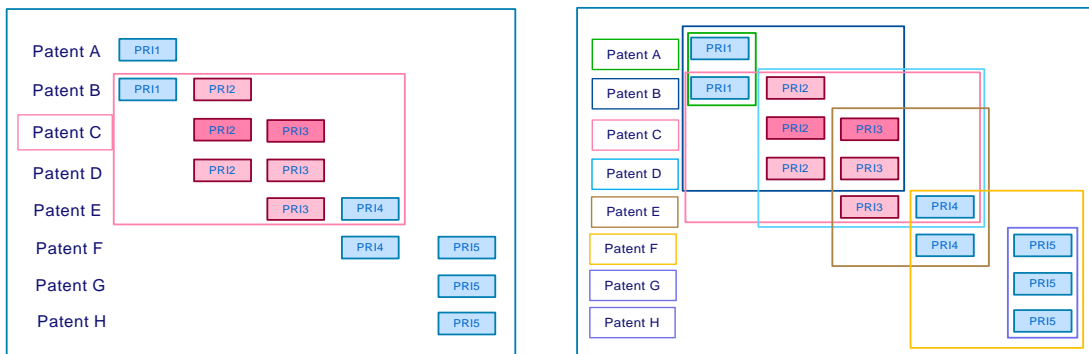 Patent A PRI1
Patent B PRI1 PRI2
Patent C PRI2 PRI3
Patent D PRI2 PRI3
Patent E PRI3 PRI4
Patent F PRI4 PRI5
Patent G PRI5
Patent H PRI5
Patent A PRI1
Patent B PRI1 PRI2
Patent C PRI2 PRI3
Patent D PRI2 PRI3
Patent E PRI3 PRI4
Patent F PRI4 PRI5
Patent G PRI5
Patent H PRI5